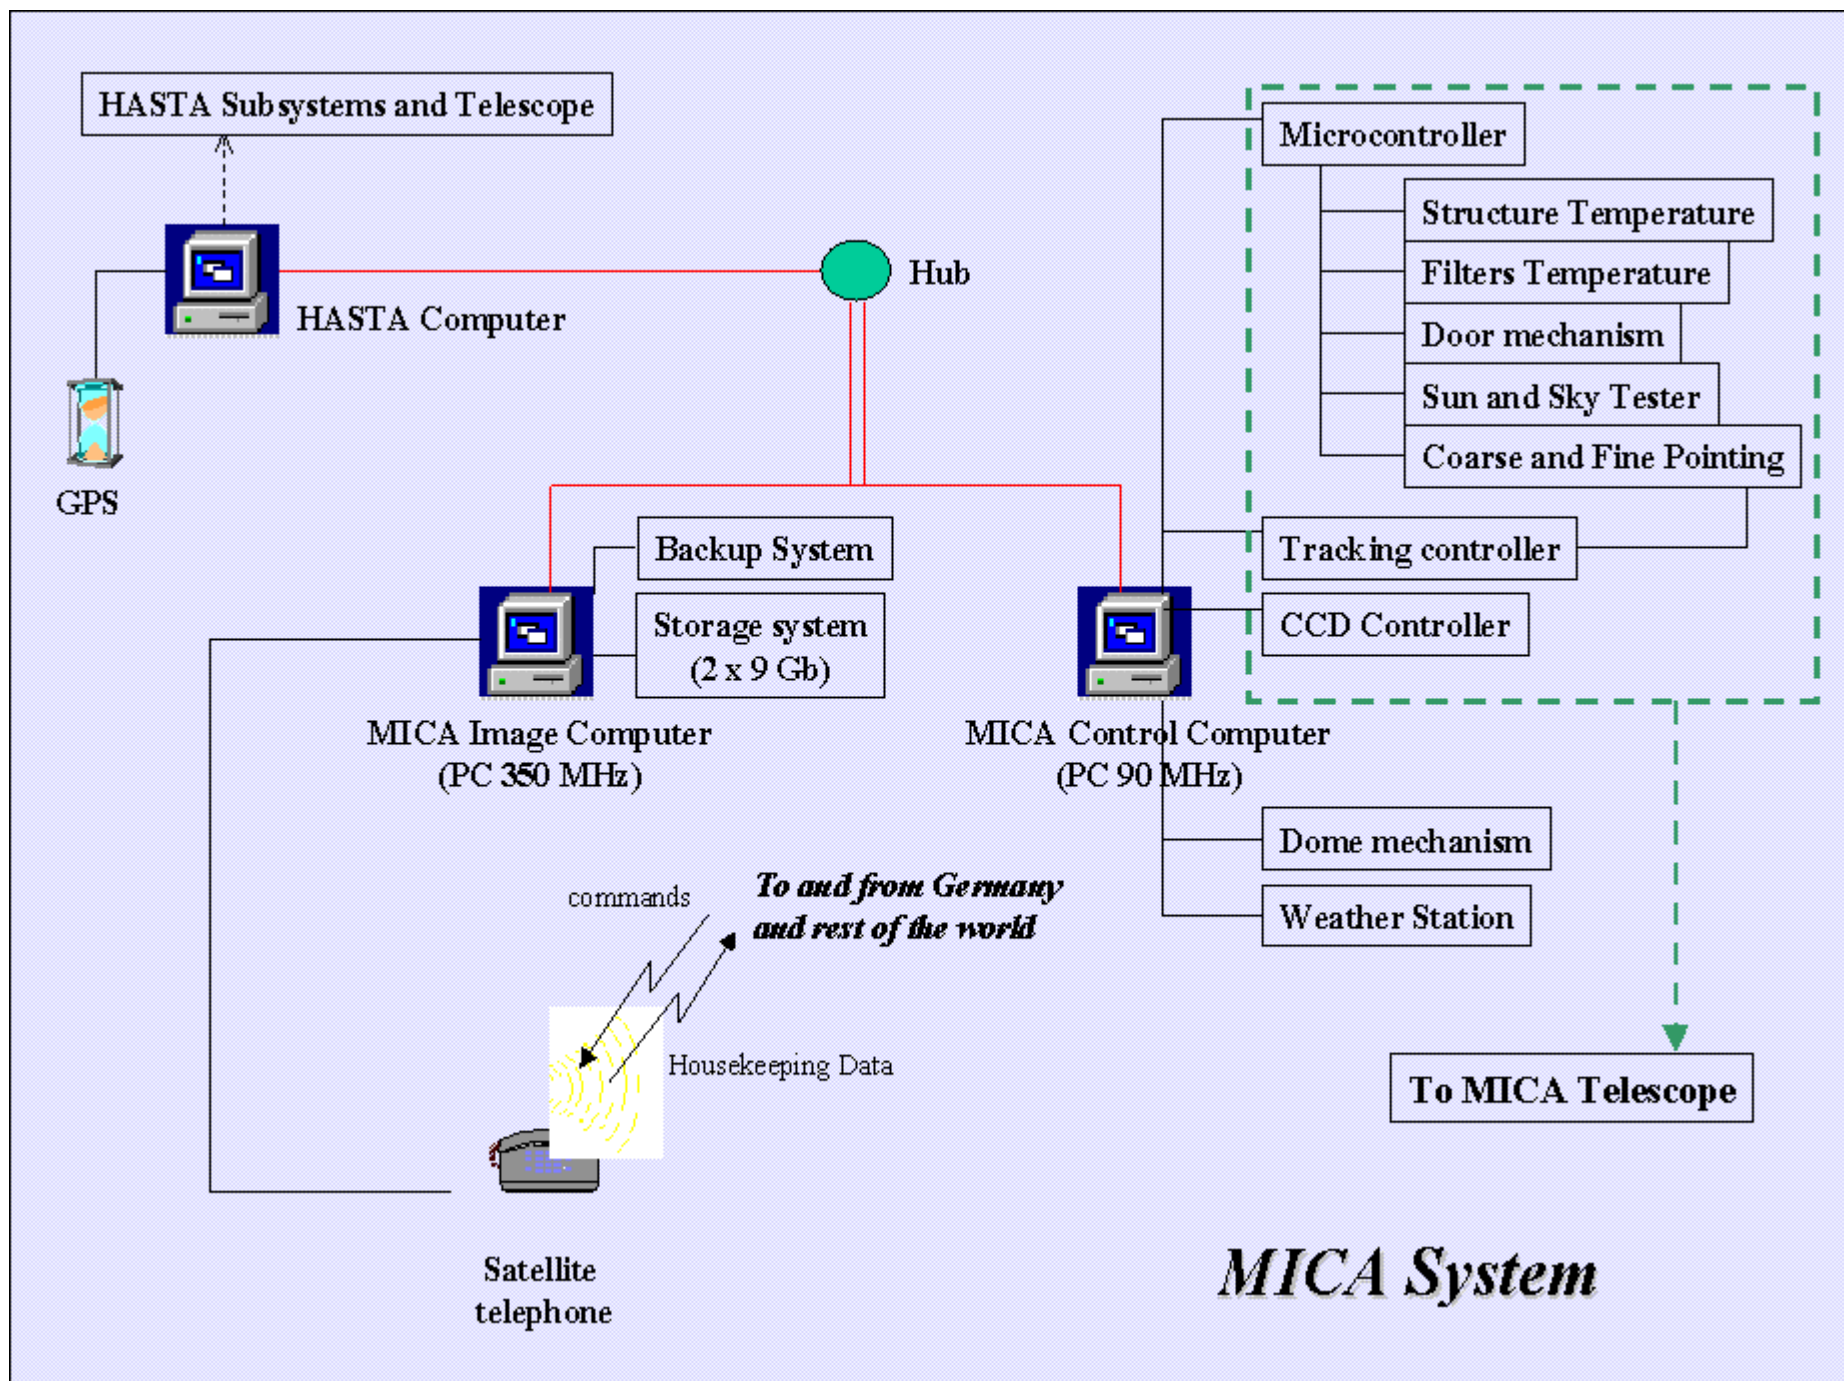 HASTA Subsystems and Telescope
Microcontroller
Structure Temperature
Filters Temperature
Hub
HASTA Computer
Door mechanism
Sun and Sky Tester
Coarse and Fine Pointing
GPS
Backup System
Tracking controller
Storage system
(2 x 9 Gb)
CCD Controller
MICA Image Computer
(PC 350 MHz)
MICA Control Computer
(PC 90 MHz)
Dome mechanism
Weather Station
commands
To and from Germany
and rest of the world
Housekeeping Data
To MICA Telescope
Satellite
telephone
MICA System